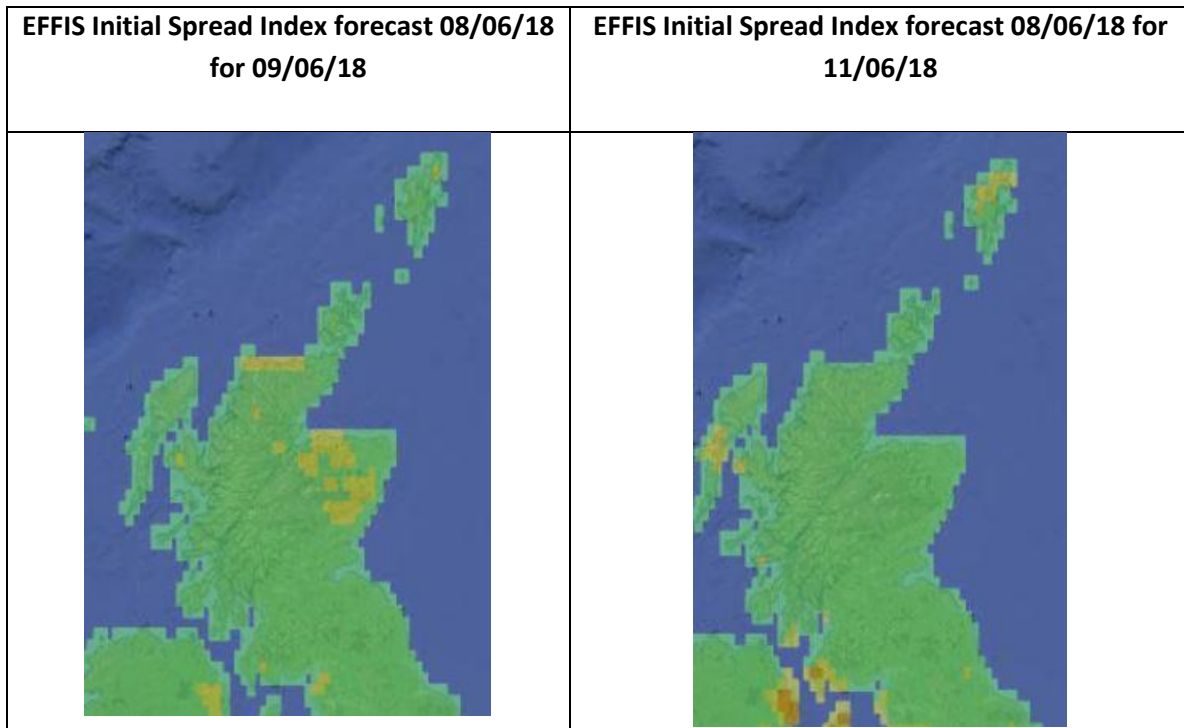 EFFIS Initial Spread Index forecast 08/06/18
for 09/06/18
EFFIS Initial Spread Index forecast 08/06/18 for
11/06/18